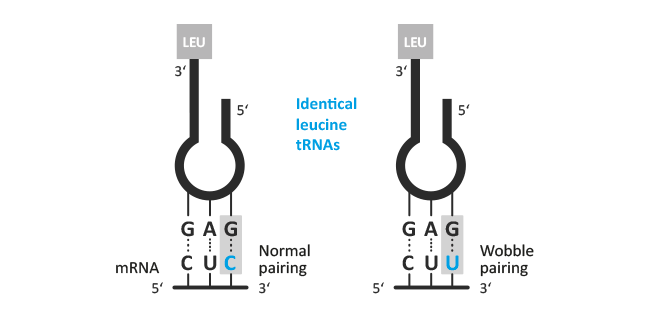 LEU
3‘
5‘
Identical
leucine
tRNAs
LEU
3‘
5‘
G A G
C U C
mRNA
Normal
pairing
5‘
3‘
G A G
C U U
Wobble
pairing
5‘
3‘